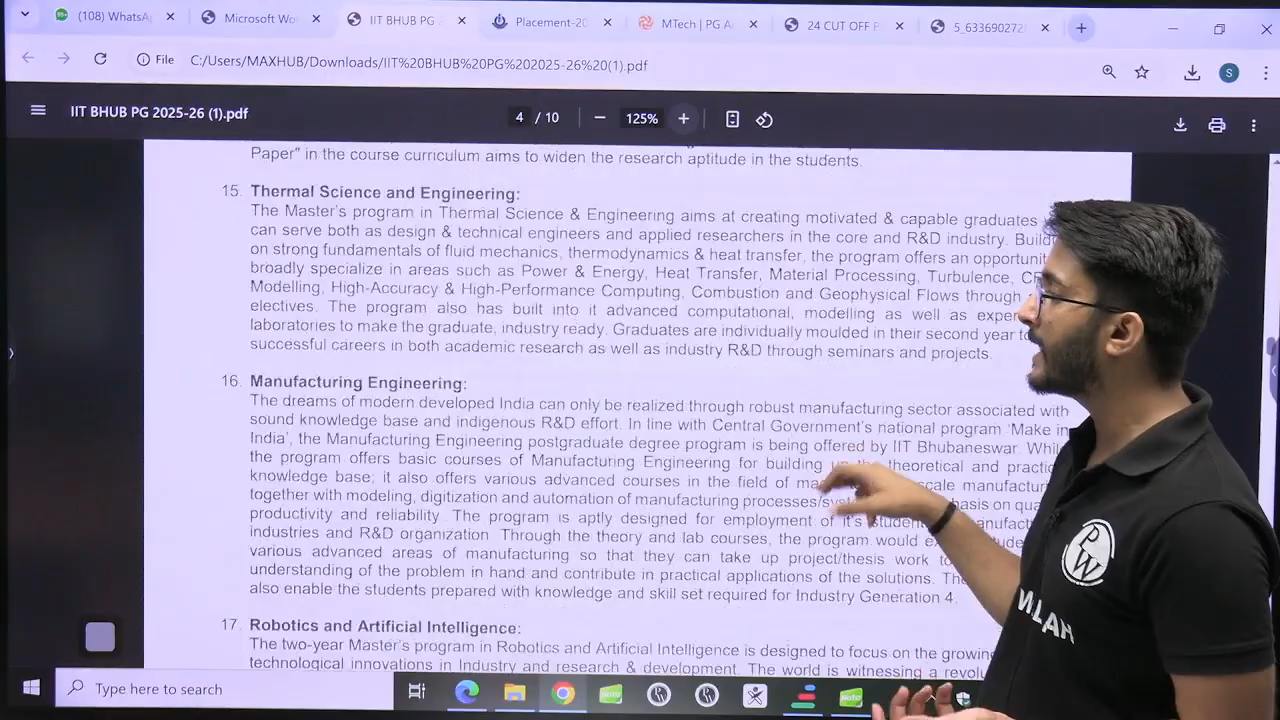 (108) WhatsA
Microsoft Wo
IIT BHUB PG
Placement-20
MTech | PG A
24 CUT OFF P
5_633690272
File
C:/Users/MAXHUB/Downloads/IIT%20BHUB%20PG%202025-26%20(1).pdf
S
IIT BHUB PG 2025-26 (1).pdf
4 / 10
125%
Paper" in the course curriculum aims to widen the research aptitude in the students.
15. Thermal Science and Engineering:
The Master's program in Thermal Science & Engineering aims at creating motivated & capable graduates
can serve both as design & technical engineers and applied researchers in the core and R&D industry. Build
on strong fundamentals of fluid mechanics, thermodynamics & heat transfer, the program offers an opportunit
broadly specialize in areas such as Power & Energy, Heat Transfer, Material Processing, Turbulence,
Modelling, High-Accuracy & High-Performance Computing, Combustion and Geophysical Flows through
electives. The program also has built into it advanced computational, modelling as well as exper
laboratories to make the graduate, industry ready. Graduates are individually moulded in their second year
successful careers in both academic research as well as industry R&D through seminars and projects.
16. Manufacturing Engineering:
The dreams of modern developed India can only be realized through robust manufacturing sector associated with
sound knowledge base and indigenous R&D effort. In line with Central Government's national program 'Make in
India', the Manufacturing Engineering postgraduate degree program is being offered by IIT Bhubaneswar. While
the program offers basic courses of Manufacturing Engineering for building up the theoretical and practic
knowledge base; it also offers various advanced courses in the field of scale manufacturi
together with modeling, digitization and automation of manufacturing processes/syst asis on qua
productivity and reliability. The program is aptly designed for employment of it's student anufact
industries and R&D organization. Through the theory and lab courses, the program would
various advanced areas of manufacturing so that they can take up project/thesis work
understanding of the problem in hand and contribute in practical applications of the solutions.
also enable the students prepared with knowledge and skill set required for Industry Generation 4.
17. Robotics and Artificial Intelligence:
The two-year Master's program in Robotics and Artificial Intelligence is designed to focus on the growing
technological innovations in Industry and research & development. The world is witnessing a revolu
Type here to search
PW